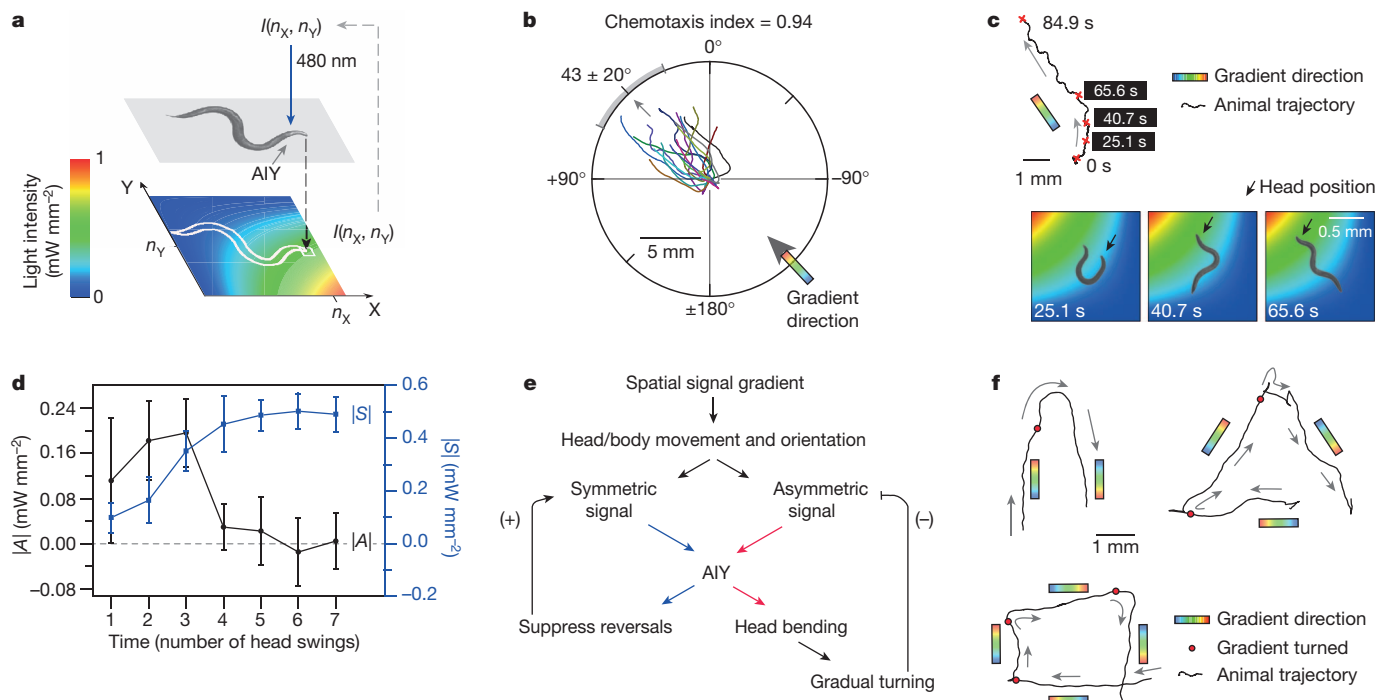 a
I(nX, nY)
480 nm
AIY
1
Light intensity
(mW mm−2)
0
Y
nY
I(nX, nY)
nX
X
b
Chemotaxis index = 0.94
0°
43 ± 20°
+90°
−90°
5 mm
±180°
Gradient
direction
c
84.9 s
65.6 s
40.7 s
25.1 s
0 s
1 mm
Gradient direction
Animal trajectory
Head position
0.5 mm
25.1 s
40.7 s
65.6 s
d
|A| (mW mm−2)
0.24
0.16
0.08
0.00
−0.08
|S|
|A|
0.6
0.4
0.2
0.0
−0.2
|S| (mW mm−2)
1 2 3 4 5 6 7
Time (number of head swings)
e
Spatial signal gradient
Head/body movement and orientation
Symmetric
signal
Asymmetric
signal
(+)
(−)
AIY
Suppress reversals
Head bending
Gradual turning
f
1 mm
Gradient direction
Gradient turned
Animal trajectory